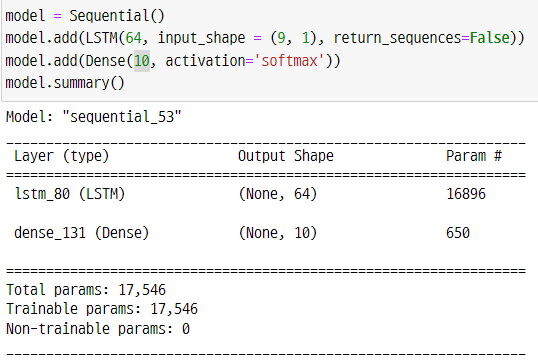 model = Sequential()
model.add(LSTM(64, input_shape = (9, 1), return_sequences=False))
model.add(Dense(10, activation='softmax'))
model.summary()
Model: "sequential_53"
_________________________________________________________________
Layer (type) Output Shape Param #
=================================================================
lstm_80 (LSTM) (None, 64) 16896
dense_131 (Dense) (None, 10) 650
=================================================================
Total params: 17,546
Trainable params: 17,546
Non-trainable params: 0
_________________________________________________________________